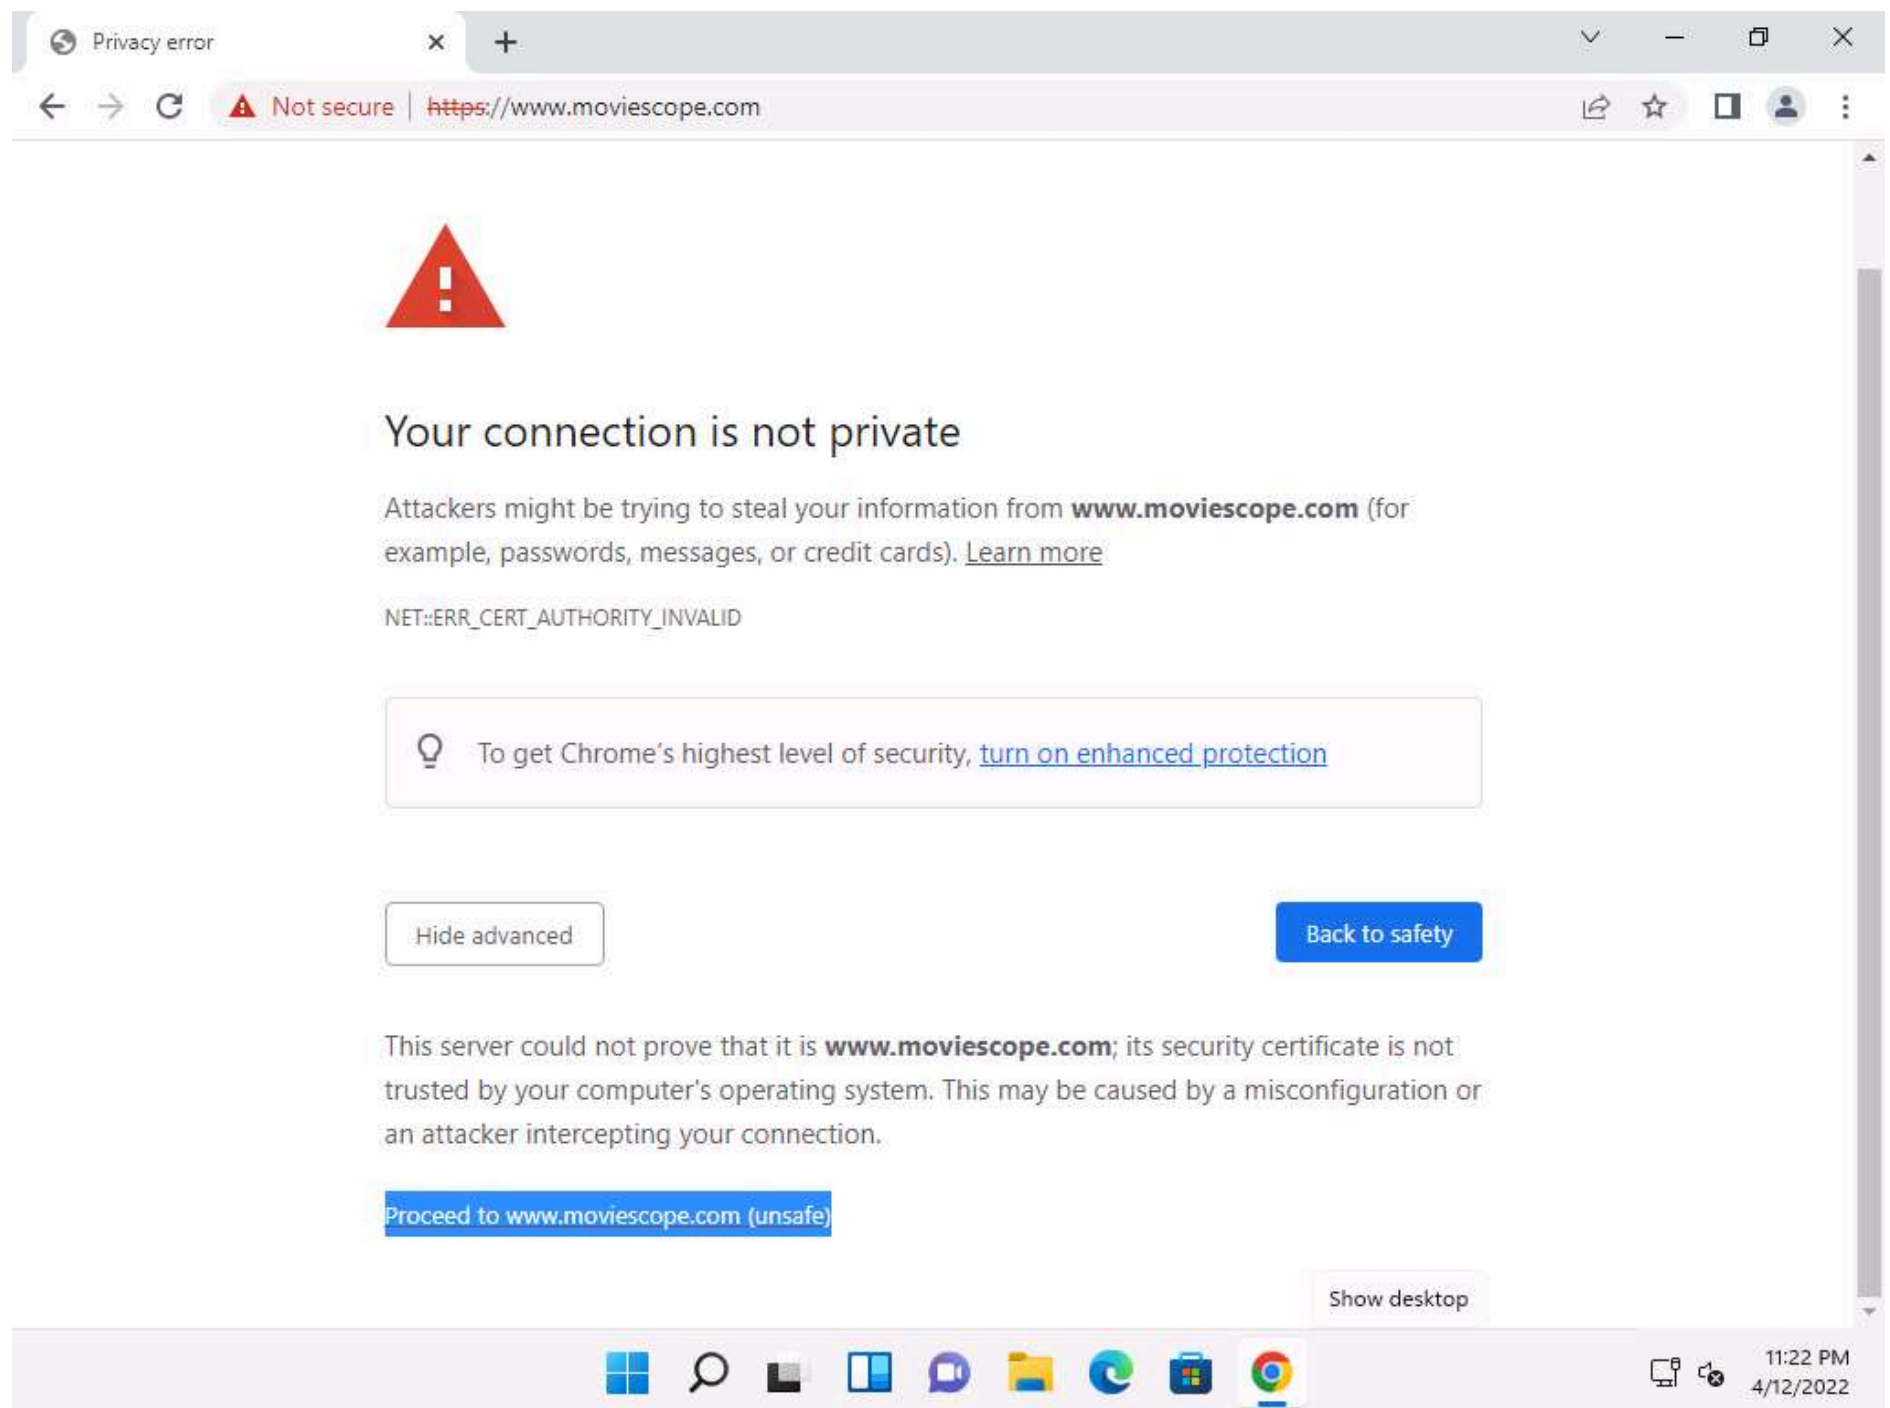 Privacy error
Not secure | https://www.moviescope.com
Your connection is not private
Attackers might be trying to steal your information from www.moviescope.com (for
example, passwords, messages, or credit cards). Learn more
NET::ERR_CERT_AUTHORITY_INVALID
To get Chrome's highest level of security, turn on enhanced protection
Hide advanced
Back to safety
This server could not prove that it is www.moviescope.com; its security certificate is not
trusted by your computer's operating system. This may be caused by a misconfiguration or
an attacker intercepting your connection.
Proceed to www.moviescope.com (unsafe)
Show desktop
11:22 PM
4/12/2022